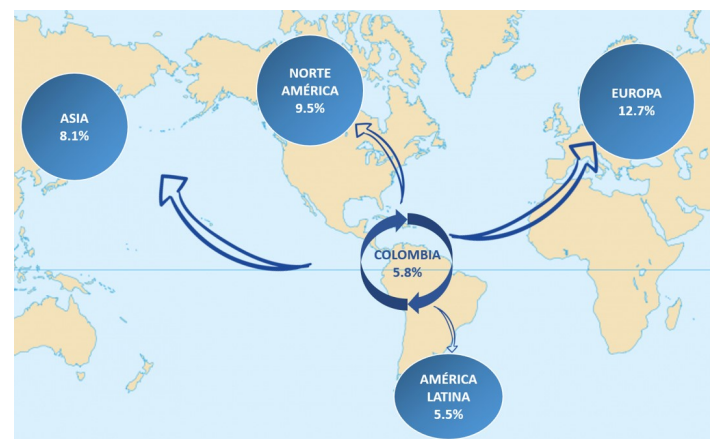 NORTE
AMÉRICA
9.5%
EUROPA
12.7%
ASIA
8.1%
COLOMBIA
5.8%
AMÉRICA
LATINA
5.5%